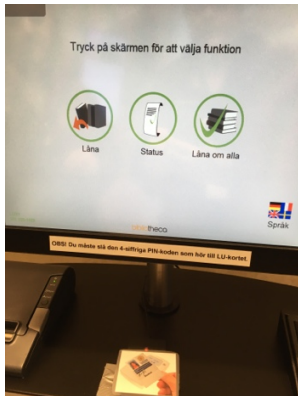 Tryck på skärmen för att välja funktion
Låna
Status
Låna om alla
Språk
theco
OBS! Du måste slå den 4-siffriga PIN-koden som hör till LU-kortet.